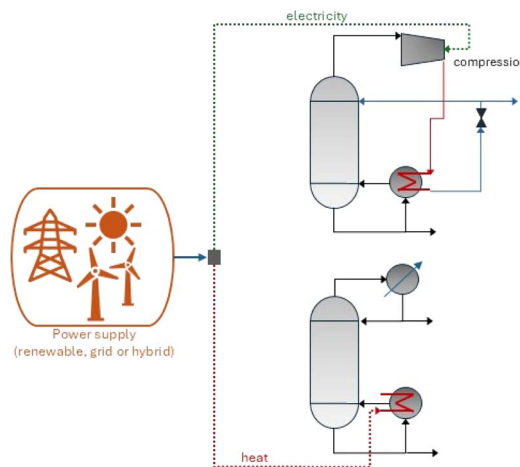 electricity
compressio
Power supply
(renewable, grid or hybrid)
heat